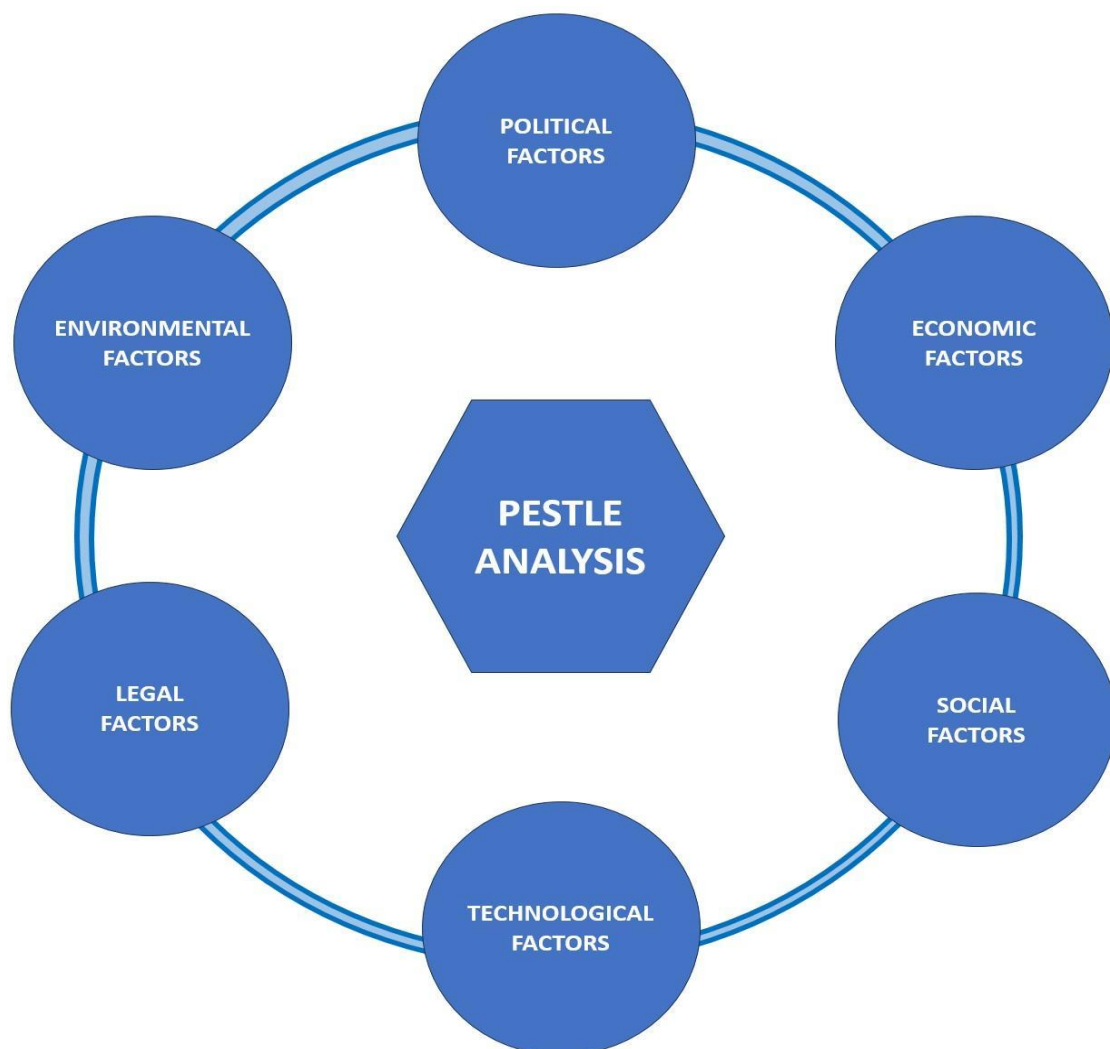 POLITICAL
FACTORS
ENVIRONMENTAL
FACTORS
ECONOMIC
FACTORS
PESTLE
ANALYSIS
LEGAL
FACTORS
SOCIAL
FACTORS
TECHNOLOGICAL
FACTORS